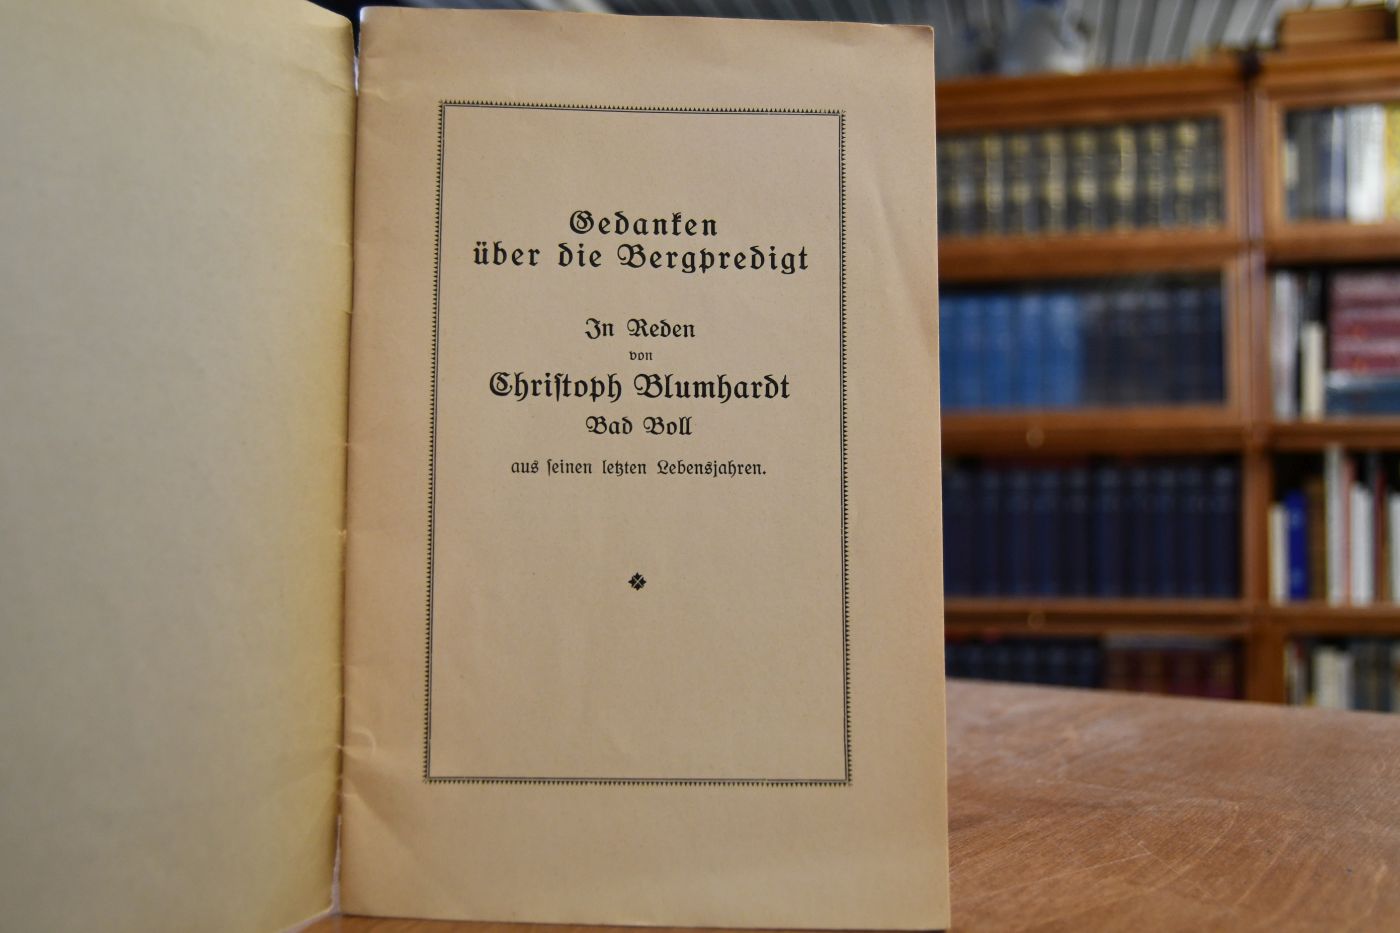 Gedanken
über die Bergpredigt
In Reden
von
Chriſtoph Blumhardt
Bad Boll
aus ſeinen letzten Lebensjahren.